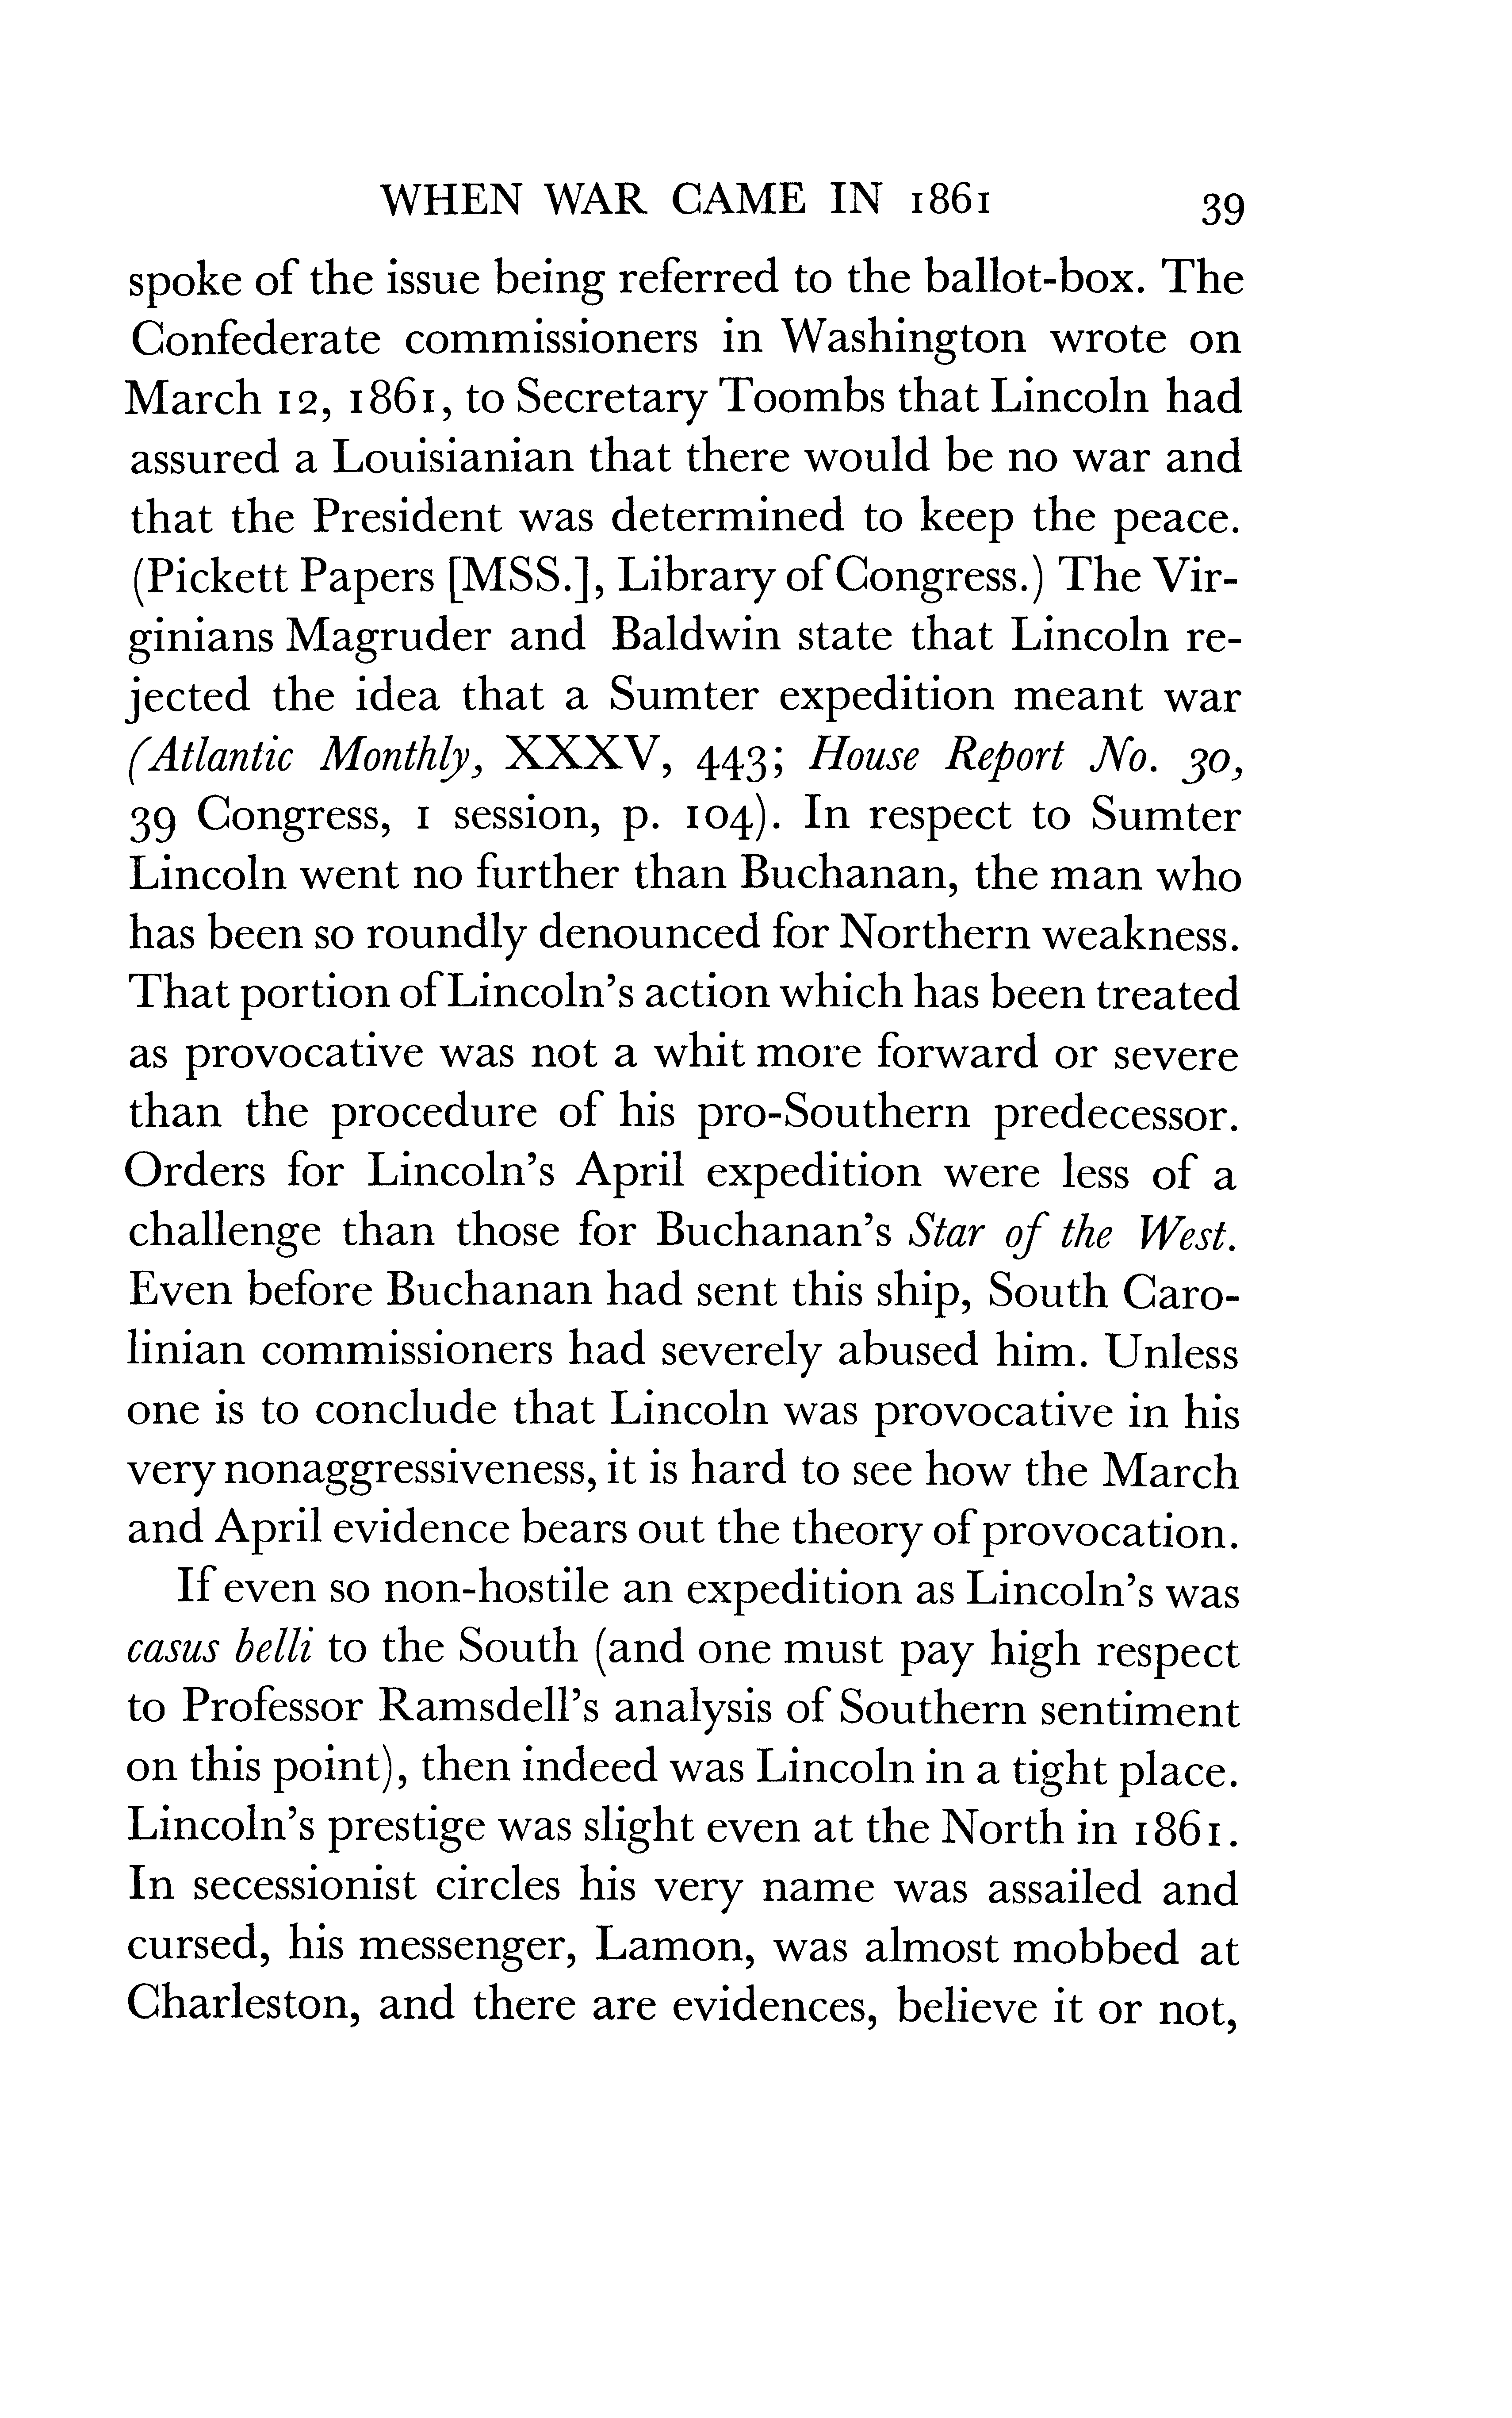 WHEN WAR CAME IN 1861 39
spoke of the issue being referred to the ballot-box. The
Confederate commissioners in Washington wrote on
March 12, 1861, to Secretary Toombs that Lincoln had
assured a Louisianian that there would be no war and
that the President was determined to keep the peace.
(Pickett Papers [MSS.], Library of Congress.) The Vir-
ginians Magruder and Baldwin state that Lincoln re-
jected the idea that a Sumter expedition meant war
(Atlantic Monthly, XXXV, 443; House Report No. 30,
39 Congress, 1 session, p. 104). In respect to Sumter
Lincoln went no further than Buchanan, the man who
has been so roundly denounced for Northern weakness.
That portion of Lincoln's action which has been treated
as provocative was not a whit more forward or severe
than the procedure of his pro-Southern predecessor.
Orders for Lincoln's April expedition were less of a
challenge than those for Buchanan's Star of the West.
Even before Buchanan had sent this ship, South Caro-
linian commissioners had severely abused him. Unless
one is to conclude that Lincoln was provocative in his
very nonaggressiveness, it is hard to see how the March
and April evidence bears out the theory of provocation.
If even so non-hostile an expedition as Lincoln's was
casus belli to the South (and one must pay high respect
to Professor Ramsdell's analysis of Southern sentiment
on this point), then indeed was Lincoln in a tight place.
Lincoln's prestige was slight even at the North in 1861.
In secessionist circles his very name was assailed and
cursed, his messenger, Lamon, was almost mobbed at
Charleston, and there are evidences, believe it or not,